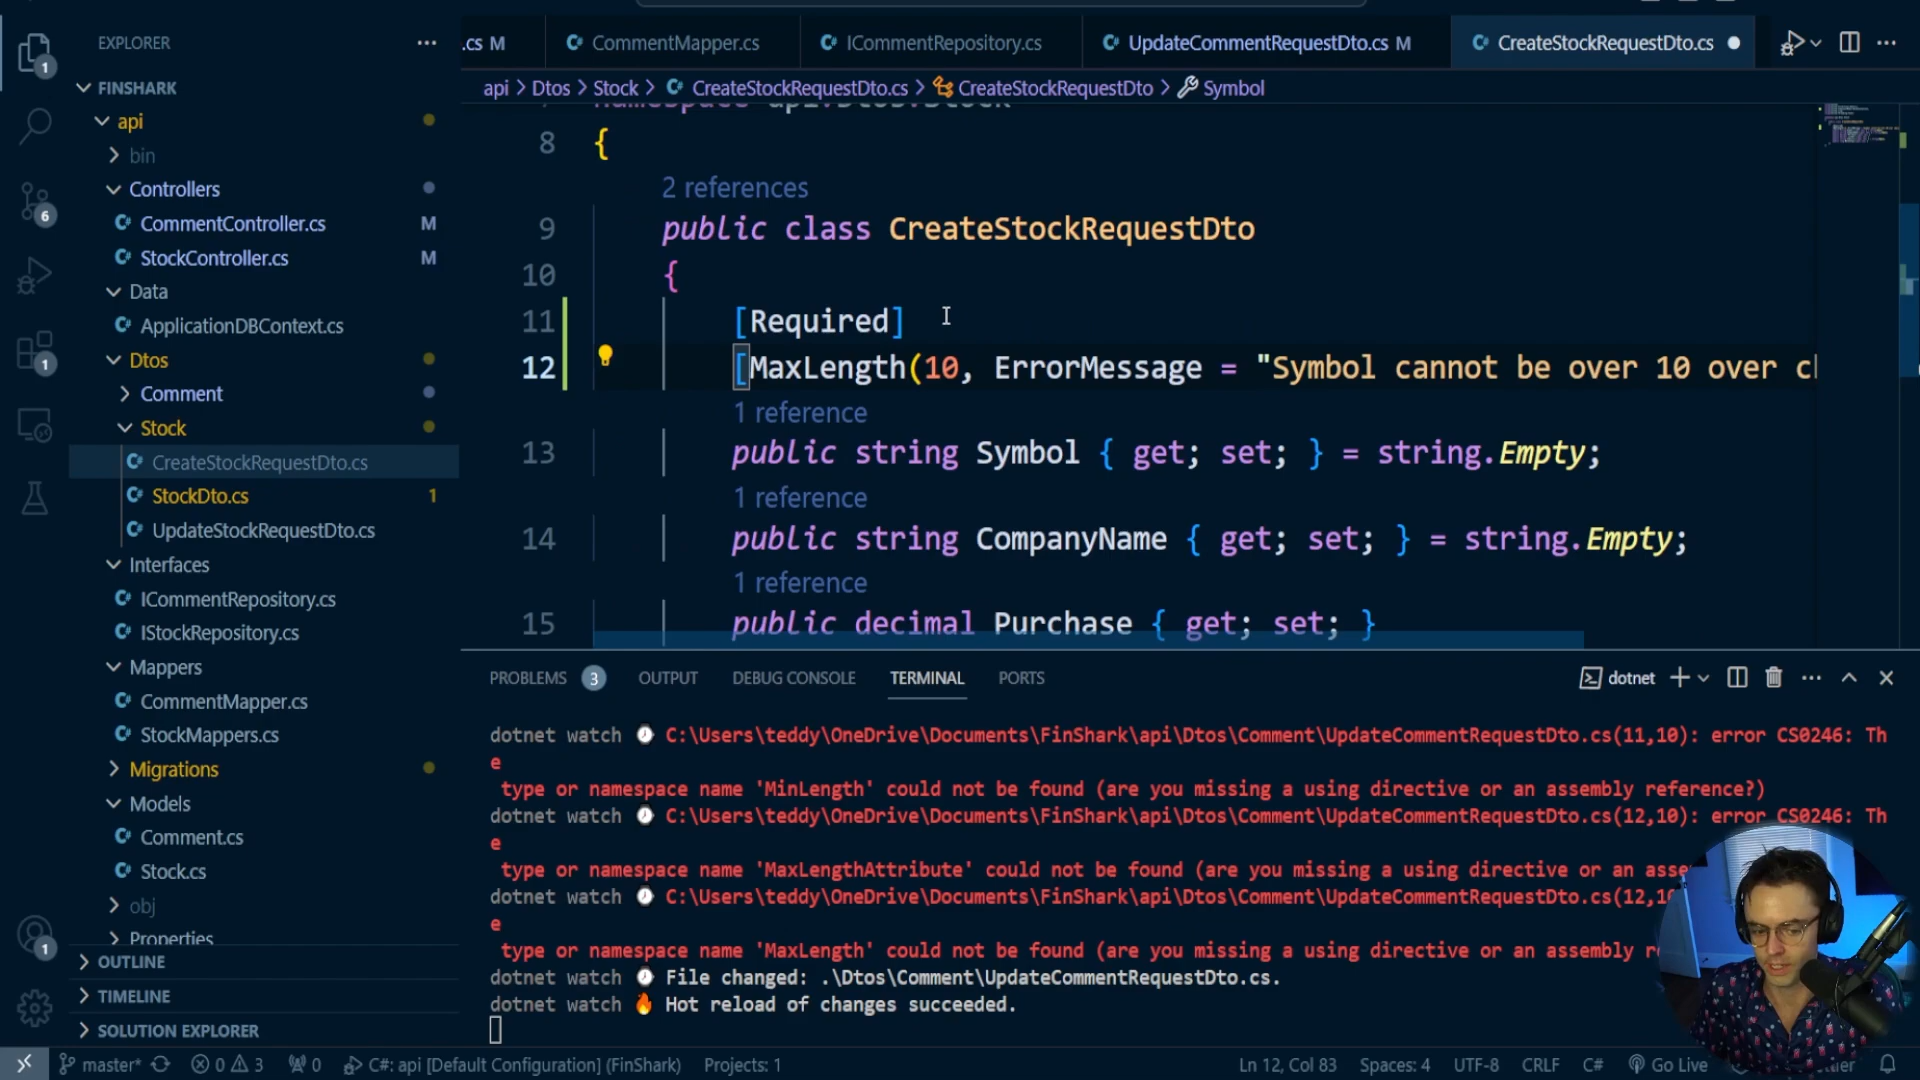 EXPLORER
.cs M
CommentMapper.cs
ICommentRepository.cs
UpdateCommentRequestDto.cs M
CreateStockRequestDto.cs
api > Dtos > Stock > CreateStockRequestDto.cs > CreateStockRequestDto > Symbol
FINSHARK
api
bin
Controllers
CommentController.cs M
StockController.cs M
Data
ApplicationDBContext.cs
Dtos
Comment
Stock
CreateStockRequestDto.cs
StockDto.cs 1
UpdateStockRequestDto.cs
Interfaces
ICommentRepository.cs
IStockRepository.cs
Mappers
CommentMapper.cs
StockMappers.cs
Migrations
Models
Comment.cs
Stock.cs
obj
Properties
OUTLINE
TIMELINE
SOLUTION EXPLORER
1
6
1
1
namespace api.Dtos.Stock
8 {
2 references
9 public class CreateStockRequestDto
10 {
11 [Required]
12 [MaxLength(10, ErrorMessage = "Symbol cannot be over 10 over
1 reference
13 public string Symbol { get; set; } = string.Empty;
1 reference
14 public string CompanyName { get; set; } = string.Empty;
1 reference
15 public decimal Purchase { get; set; }
PROBLEMS 3 OUTPUT DEBUG CONSOLE TERMINAL PORTS
dotnet
dotnet watch C:\Users\teddy\OneDrive\Documents\FinShark\api\Dtos\Comment\UpdateCommentRequestDto.cs(11,10): error CS0246: Th
e
type or namespace name 'MinLength' could not be found (are you missing a using directive or an assembly reference?)
dotnet watch C:\Users\teddy\OneDrive\Documents\FinShark\api\Dtos\Comment\UpdateCommentRequestDto.cs(12,10): error CS0246: Th
e
type or namespace name 'MaxLengthAttribute' could not be found (are you missing a using directive or an asse
dotnet watch C:\Users\teddy\OneDrive\Documents\FinShark\api\Dtos\Comment\UpdateCommentRequestDto.cs(12,1
e
type or namespace name 'MaxLength' could not be found (are you missing a using directive or an assembly r
dotnet watch File changed: .\Dtos\Comment\UpdateCommentRequestDto.cs.
dotnet watch Hot reload of changes succeeded.
master* 0 3 0 C#: api [Default Configuration] (FinShark) Projects: 1 Ln 12, Col 83 Spaces: 4 UTF-8 CRLF C# Go Live